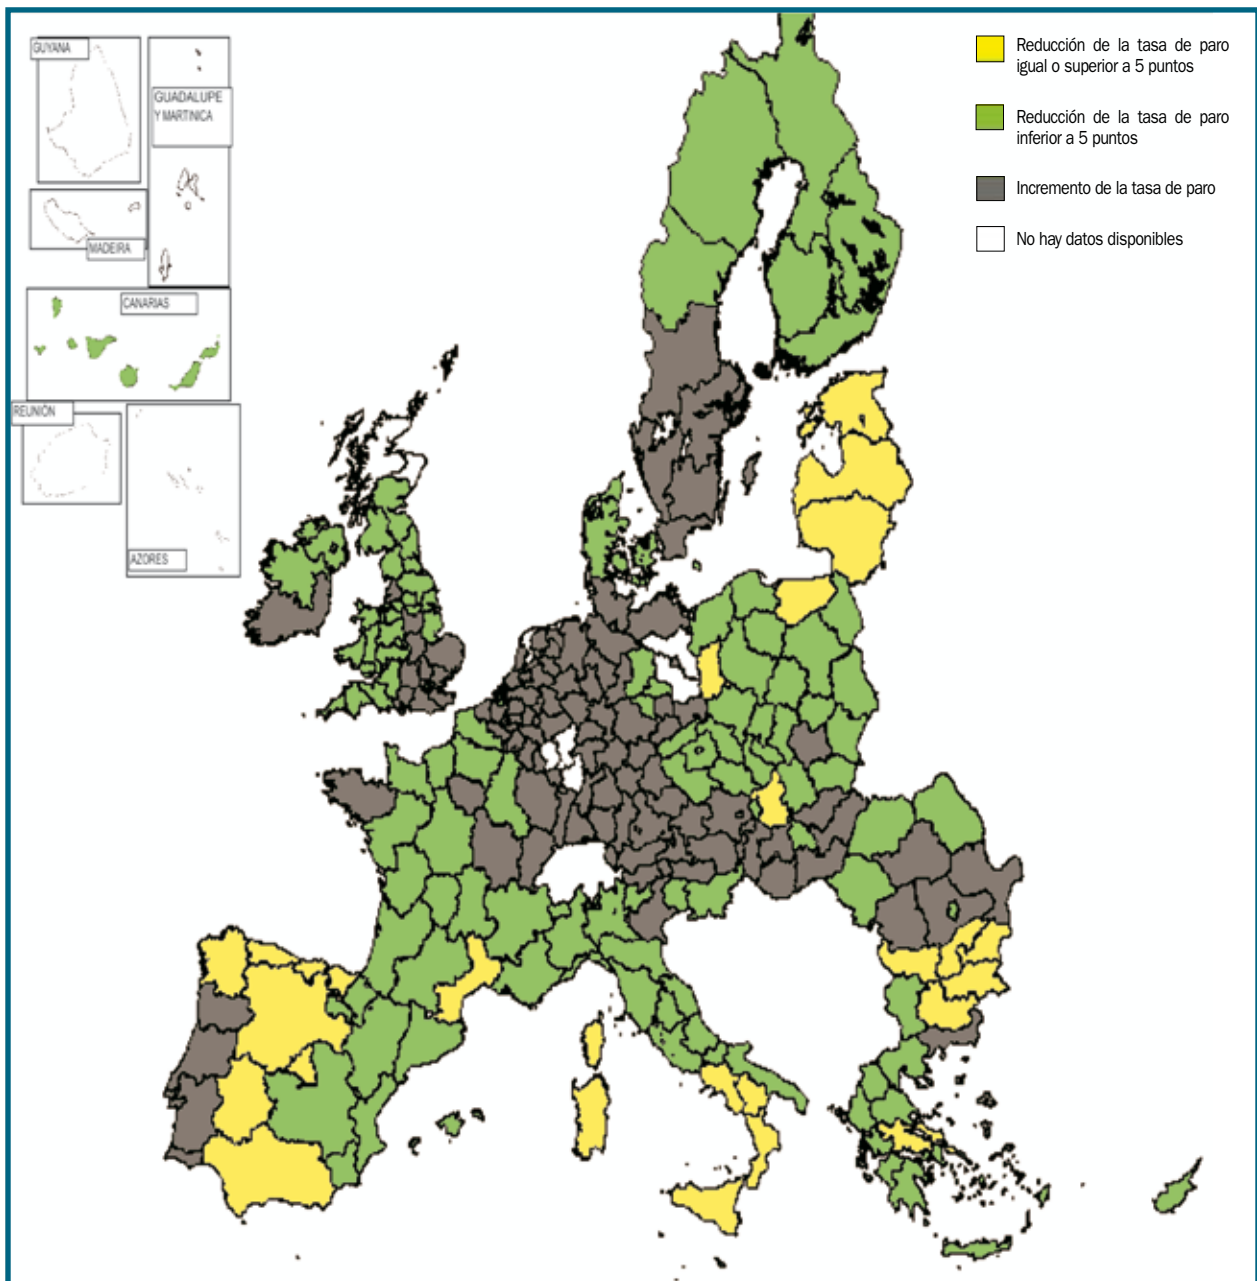 GUYANA
GUADALUPE
Y MARTINICA
MADEIRA
CANARIAS
REUNIÓN
AZORES
Reducción de la tasa de paro
igual o superior a 5 puntos
Reducción de la tasa de paro
inferior a 5 puntos
Incremento de la tasa de paro
No hay datos disponibles